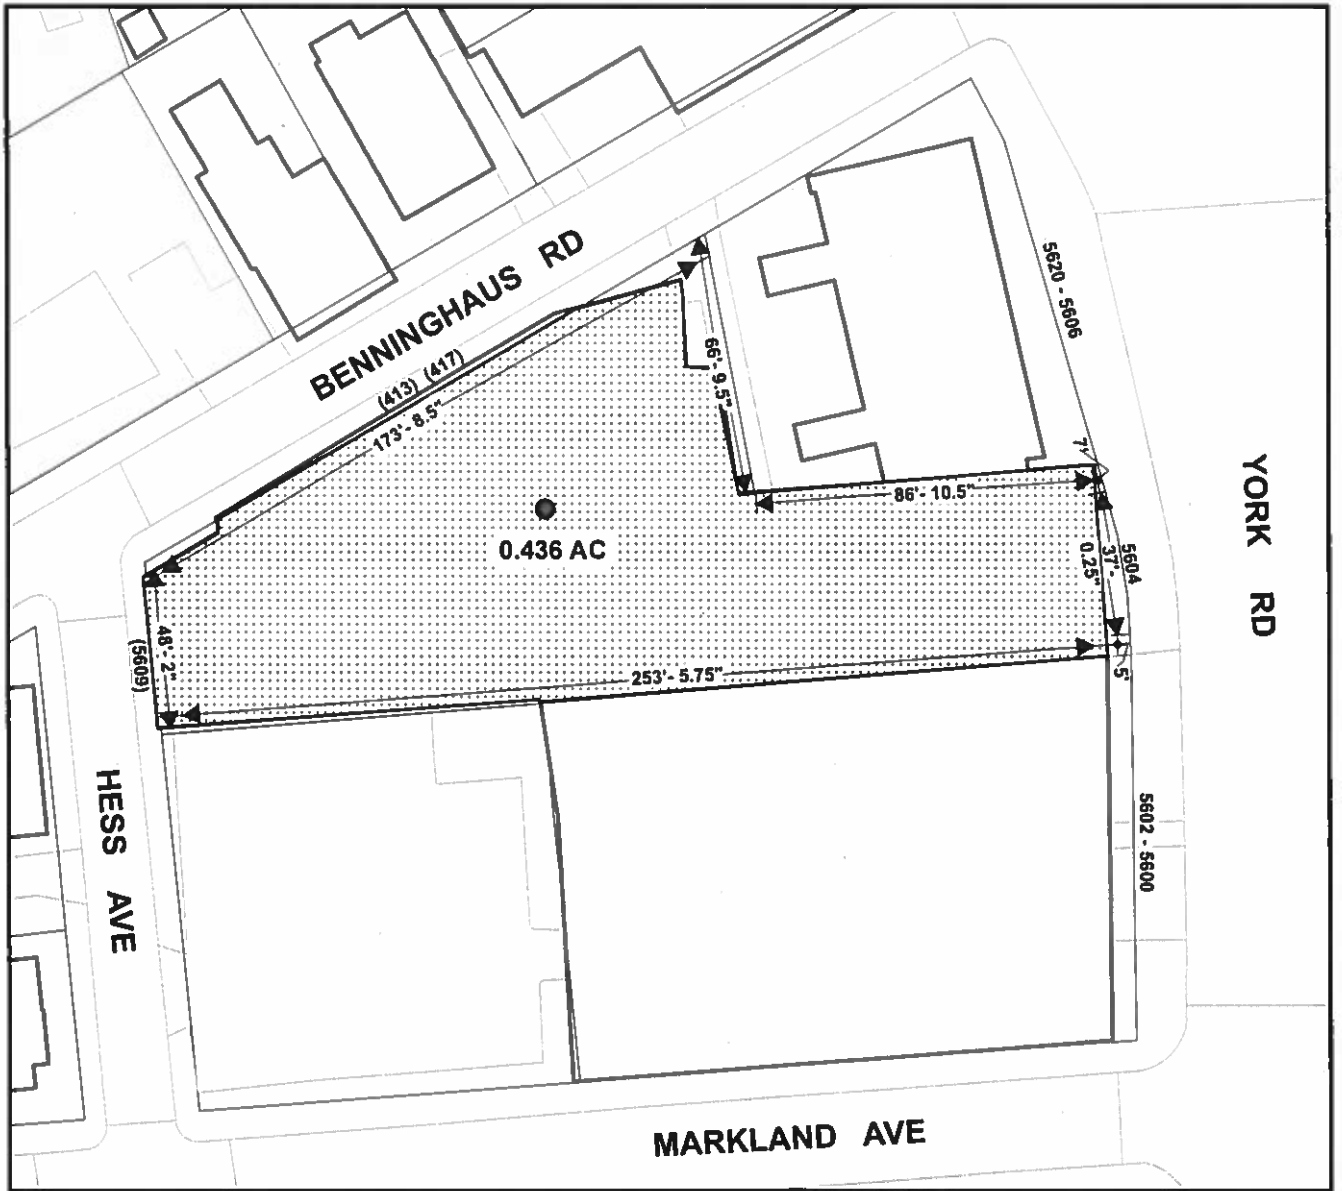 BENNINGHAUS RD
(413) (417)
173'- 8.5"
66'- 9.5"
5620 - 5606
7'
86'- 10.5"
YORK RD
0.436 AC
5604
37'-
0.25"
48'- 2"
(5609)
253'- 5.75"
5'
HESS AVE
5602 - 5600
MARKLAND AVE